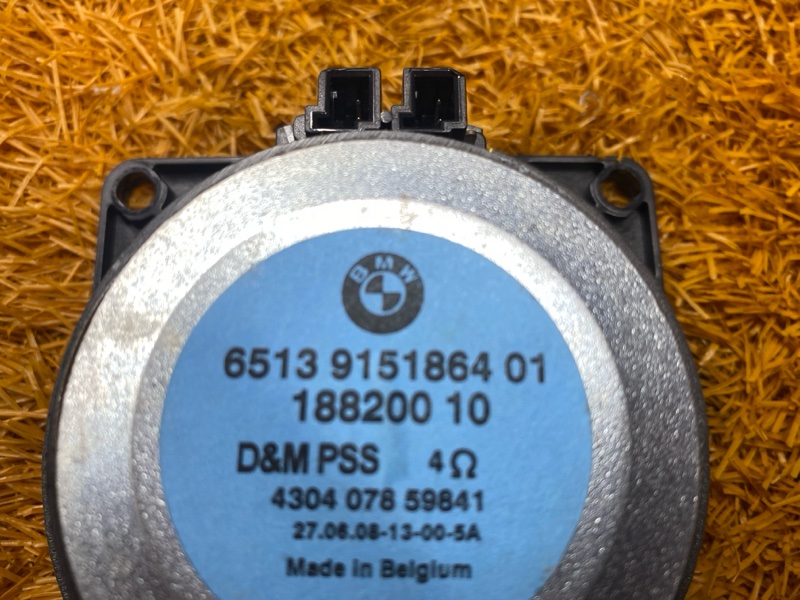 BMW
6513 9151864 01
188200 10
D&M PSS 4Ω
4304 078 59841
27.06.08-13-00-5A
Made in Belgium